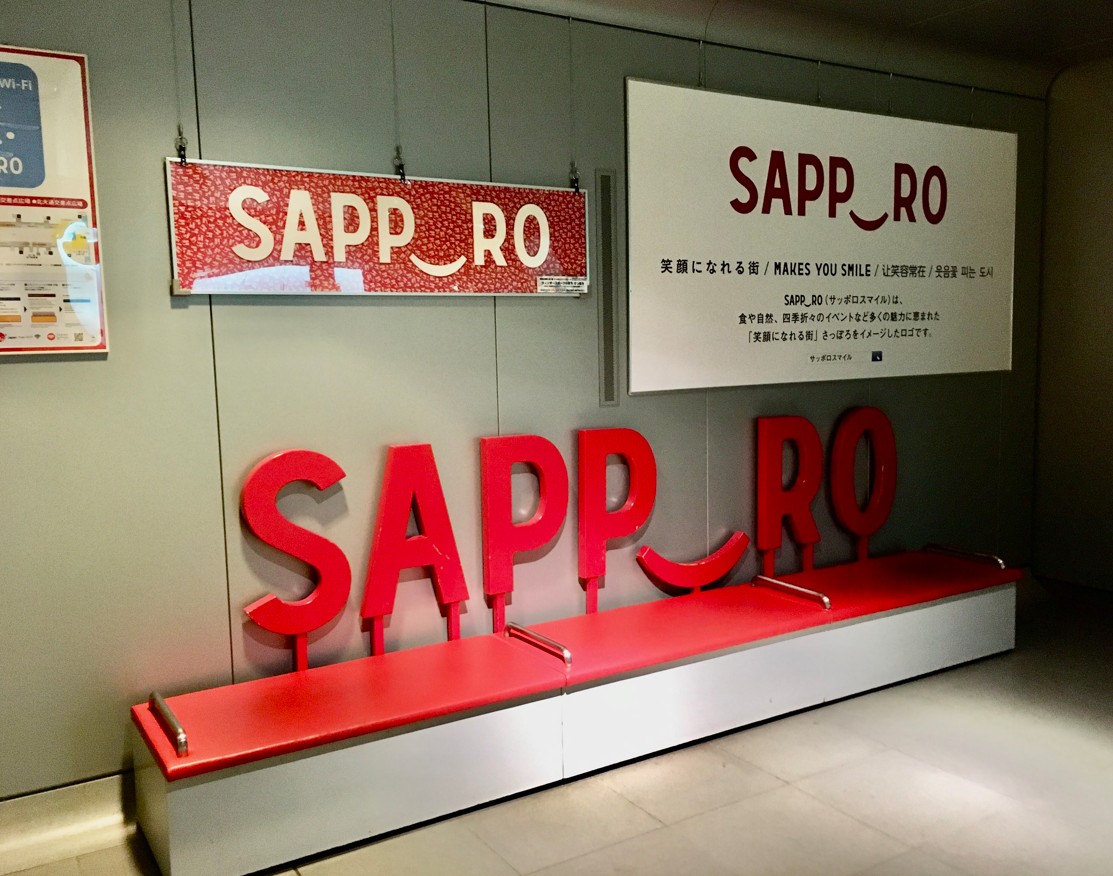 Wi-Fi
RO
SAPP‿RO
SAPP‿RO
笑顔になれる街 / MAKES YOU SMILE / 让笑容常在 / 웃음꽃 피는 도시
SAPP‿RO (サッポロスマイル) は、
食や自然、四季折々のイベントなど多くの魅力に恵まれた
「笑顔になれる街」さっぽろをイメージしたロゴです。
サッポロスマイル
SAPP‿RO